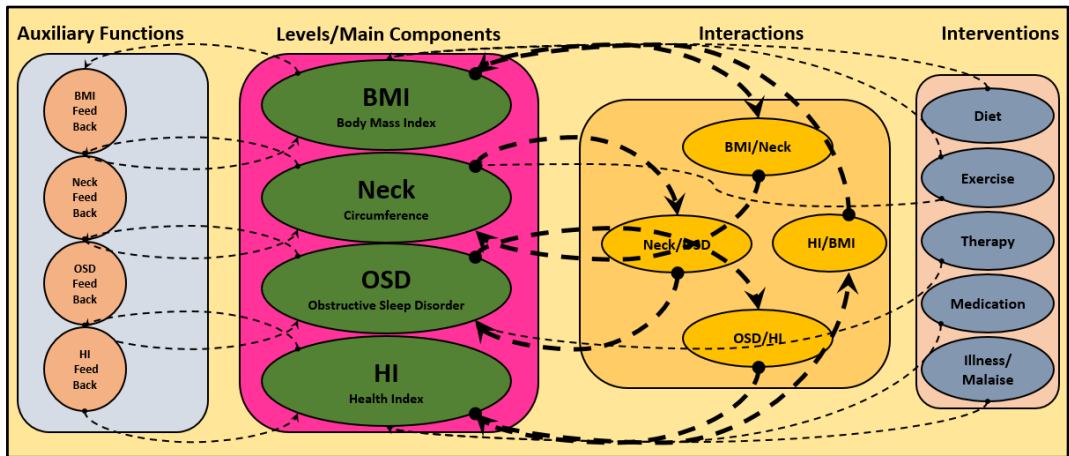 Auxiliary Functions
Levels/Main Components
Interactions
Interventions
BMI
Feed
Back
Neck
Feed
Back
OSD
Feed
Back
HI
Feed
Back
BMI
Body Mass Index
Neck
Circumference
OSD
Obstructive Sleep Disorder
HI
Health Index
BMI/Neck
Neck/OSD
HI/BMI
OSD/HI
Diet
Exercise
Therapy
Medication
Illness/
Malaise